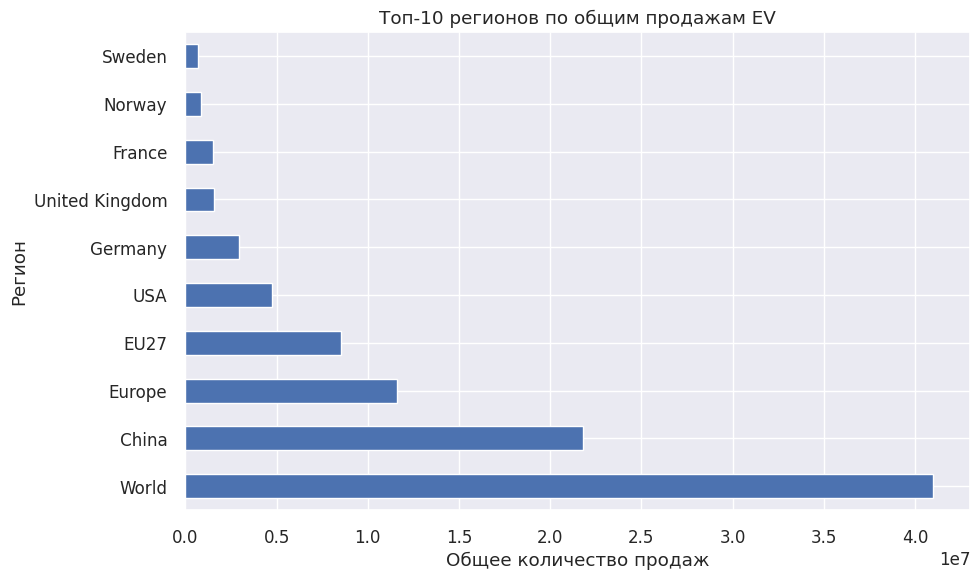 Топ-10 регионов по общим продажам EV
Sweden
Norway
France
United Kingdom
Germany
USA
EU27
Europe
China
World
Регион
0.0 0.5 1.0 1.5 2.0 2.5 3.0 3.5 4.0
1e7
Общее количество продаж